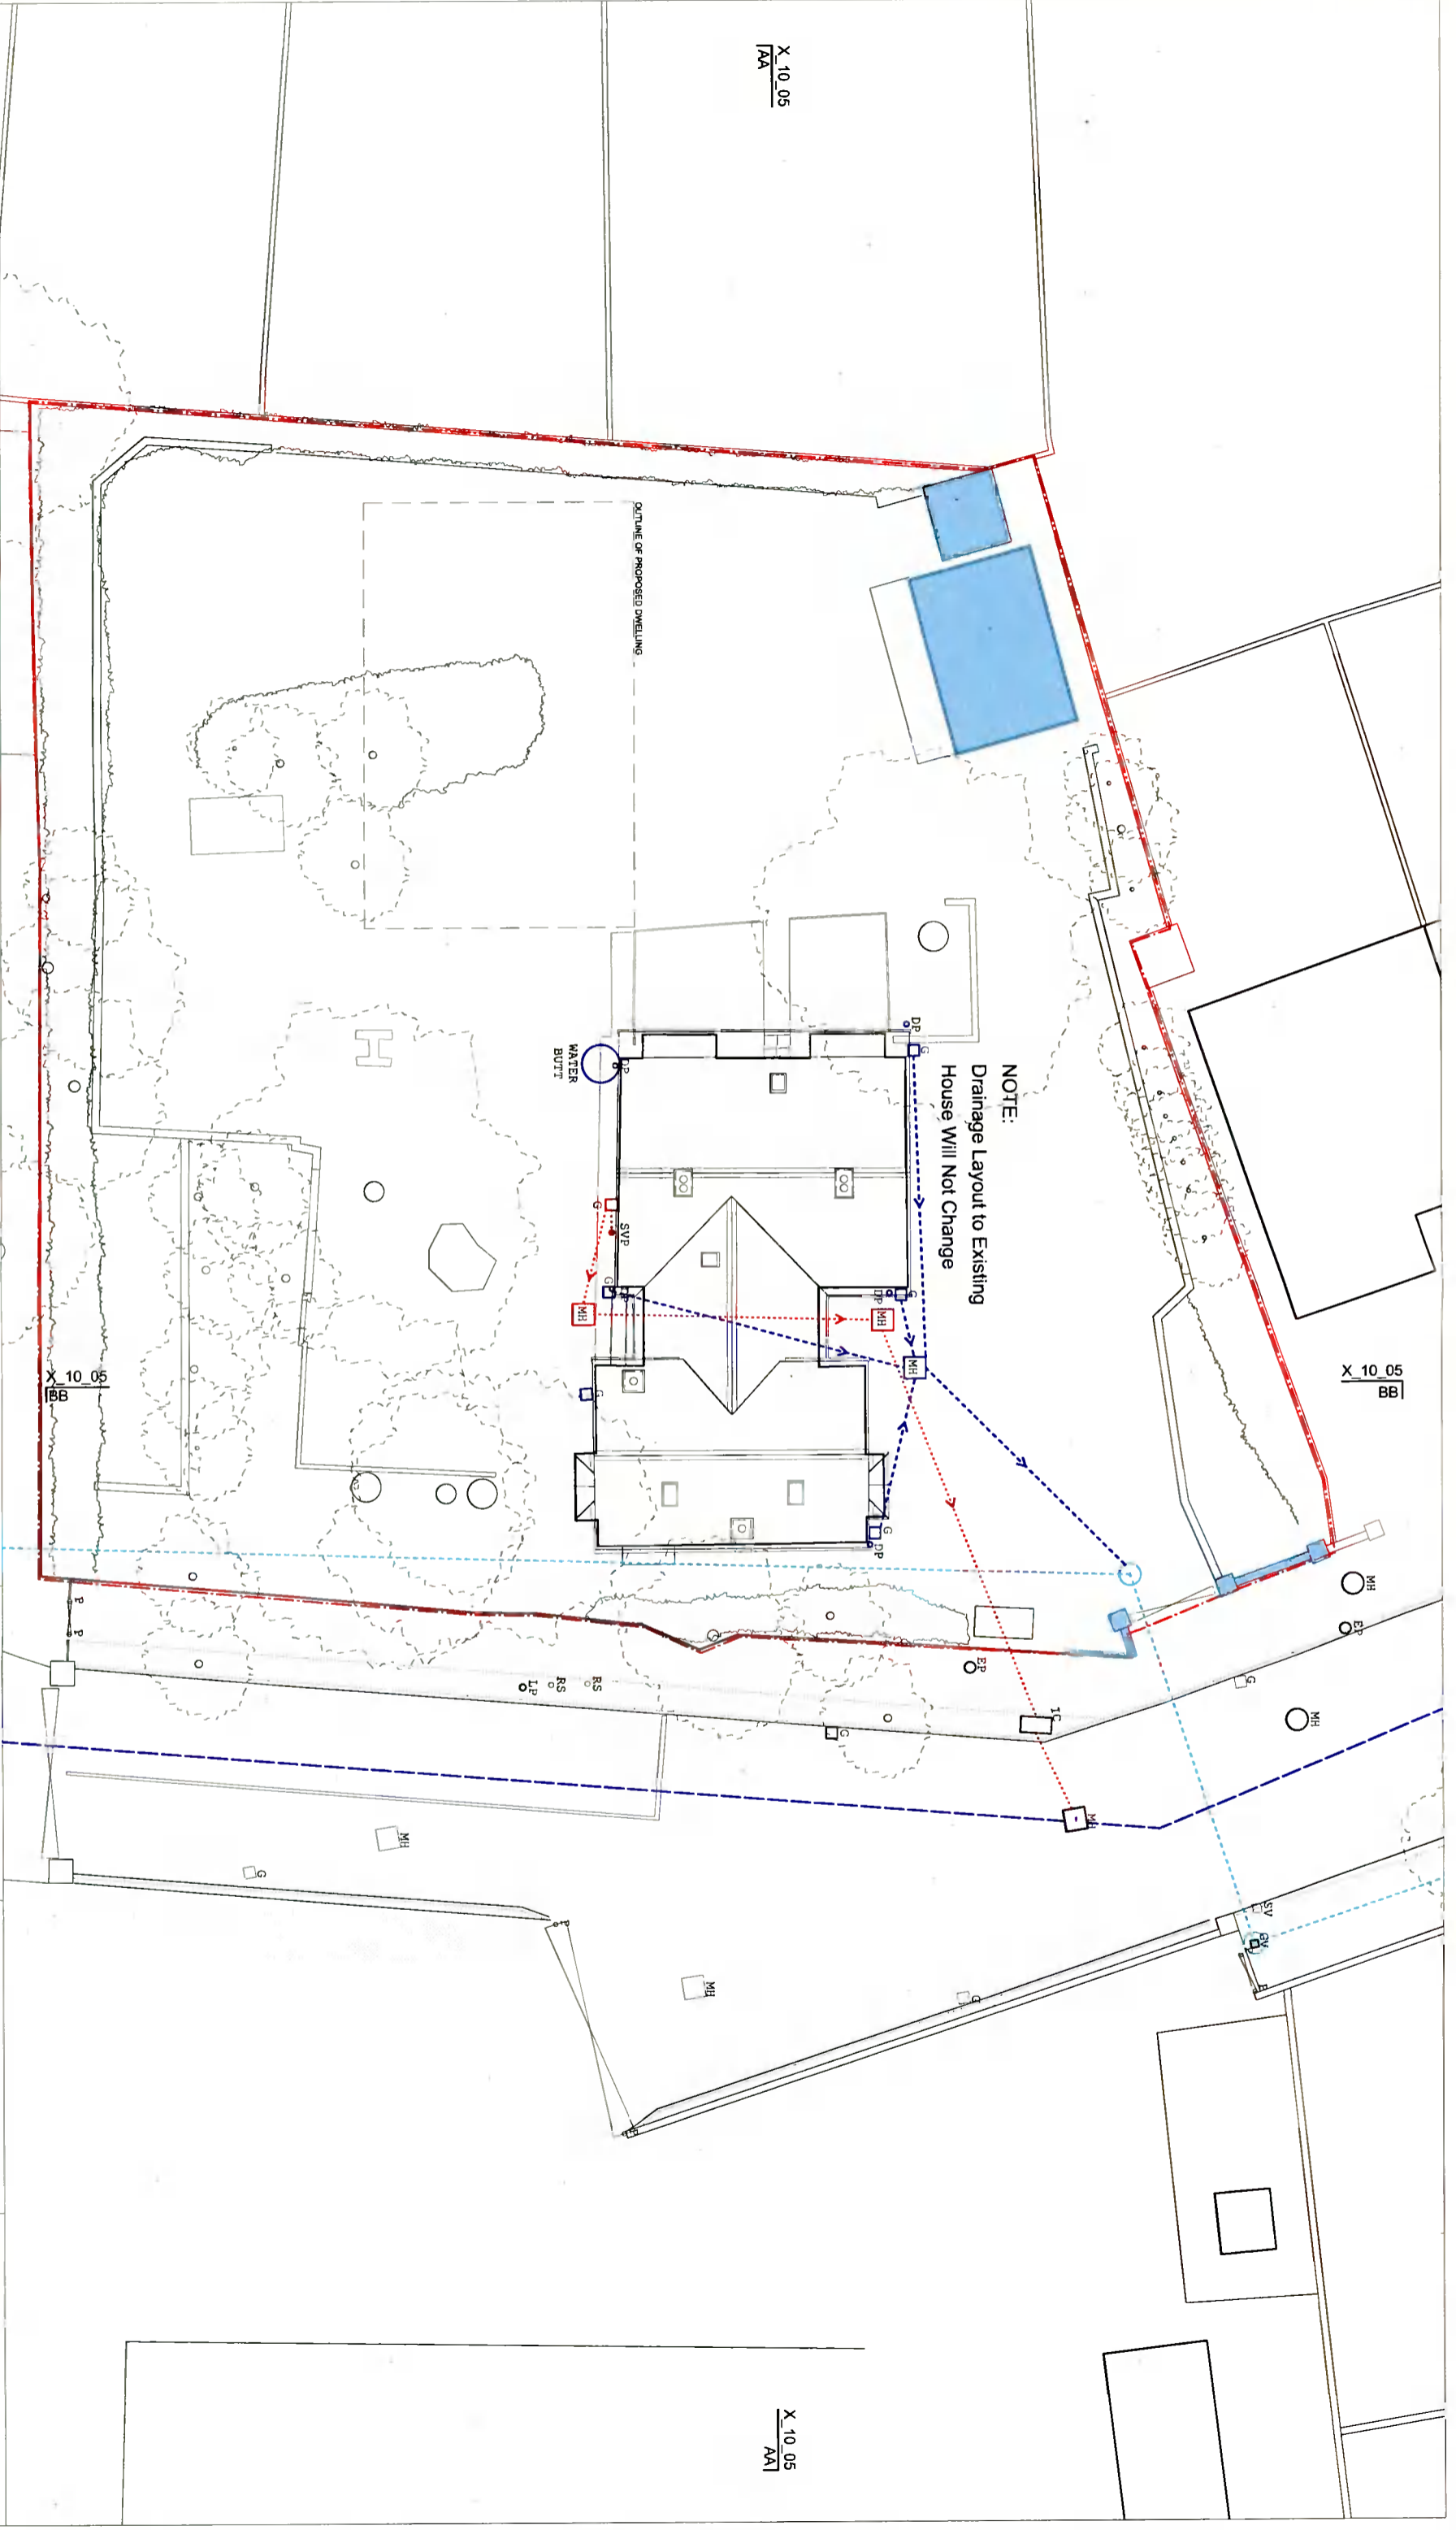 X_10_05
AA
OUTLINE OF PROPOSED DWELLING
NOTE:
Drainage Layout to Existing
House Will Not Change
DP
G
DP
WATER
BUTT
G
SVP
G
MH
DP
G
MH
MH
G
G
DP
X_10_05
BB
X_10_05
BB
MH
EP
G
MH
EP
IC
MH
P
P
LP
RS
RS
G
MH
G
MH
G
SV
X_10_05
AA